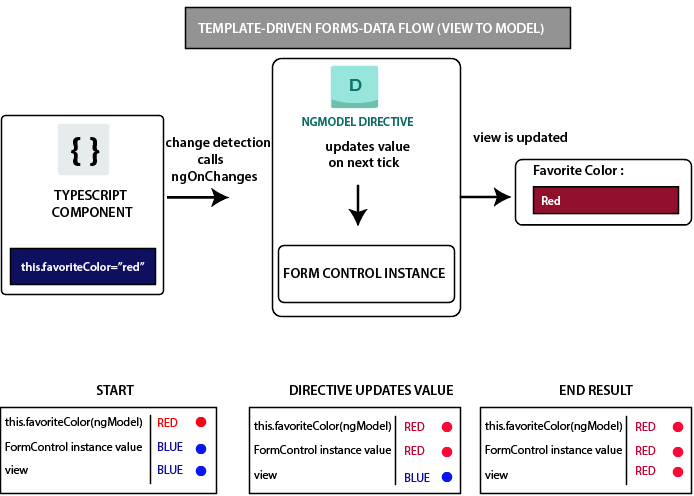 TEMPLATE-DRIVEN FORMS-DATA FLOW (VIEW TO MODEL)
{ }
TYPESCRIPT
COMPONENT
this.favoriteColor="red"
change detection
calls
ngOnChanges
D
NGMODEL DIRECTIVE
updates value
on next tick
FORM CONTROL INSTANCE
view is updated
Favorite Color :
Red
START
this.favoriteColor(ngModel) RED
FormControl instance value BLUE
view BLUE
DIRECTIVE UPDATES VALUE
this.favoriteColor(ngModel) RED
FormControl instance value RED
view BLUE
END RESULT
this.favoriteColor(ngModel) RED
FormControl instance value RED
view RED